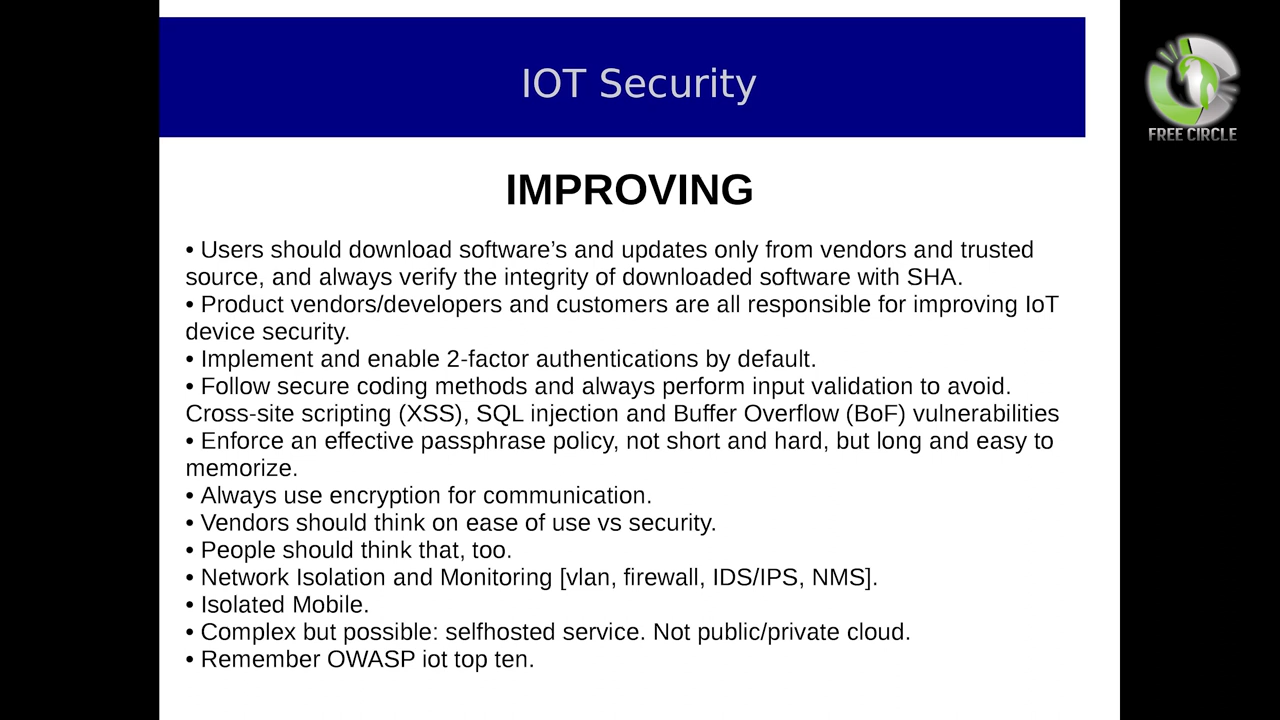 IOT Security
FREE CIRCLE
IMPROVING
• Users should download software’s and updates only from vendors and trusted
source, and always verify the integrity of downloaded software with SHA.
• Product vendors/developers and customers are all responsible for improving IoT
device security.
• Implement and enable 2-factor authentications by default.
• Follow secure coding methods and always perform input validation to avoid.
Cross-site scripting (XSS), SQL injection and Buffer Overflow (BoF) vulnerabilities
• Enforce an effective passphrase policy, not short and hard, but long and easy to
memorize.
• Always use encryption for communication.
• Vendors should think on ease of use vs security.
• People should think that, too.
• Network Isolation and Monitoring [vlan, firewall, IDS/IPS, NMS].
• Isolated Mobile.
• Complex but possible: selfhosted service. Not public/private cloud.
• Remember OWASP iot top ten.